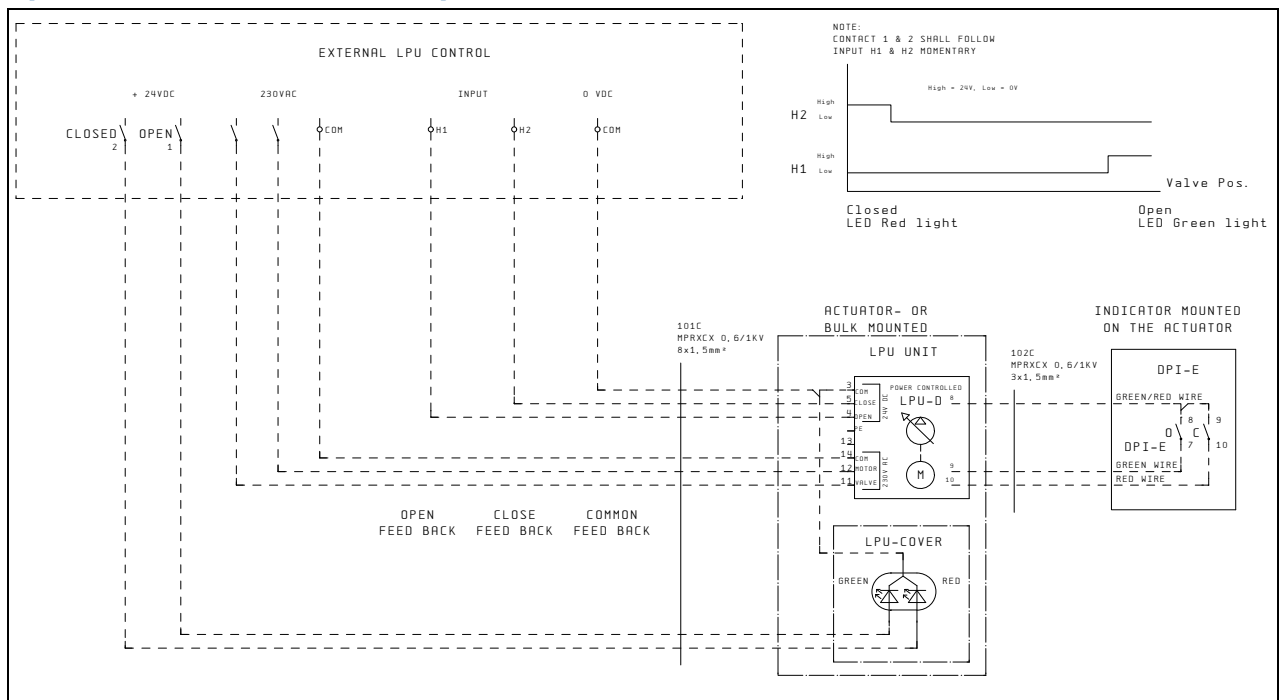 NOTE:
CONTACT 1 & 2 SHALL FOLLOW
INPUT H1 & H2 MOMENTARY
EXTERNAL LPU CONTROL
+ 24VDC
230VAC
INPUT
0 VDC
High = 24V, Low = 0V
CLOSED
2
OPEN
1
COM
H1
H2
COM
H2
High
Low
H1
High
Low
Valve Pos.
Closed
LED Red light
Open
LED Green light
101C
MPRXCX 0,6/1KV
8x1,5mm²
ACTUATOR- OR
BULK MOUNTED
LPU UNIT
102C
MPRXCX 0,6/1KV
3x1,5mm²
INDICATOR MOUNTED
ON THE ACTUATOR
DPI-E
3
COM
5
CLOSE
4
OPEN
24V DC
PE
13
14
COM
12
MOTOR
11
VALVE
230V AC
POWER CONTROLLED
LPU-D
8
M
9
10
GREEN/RED WIRE
8
9
O
C
DPI-E
7
10
GREEN WIRE
RED WIRE
OPEN
FEED BACK
CLOSE
FEED BACK
COMMON
FEED BACK
LPU-COVER
GREEN
RED